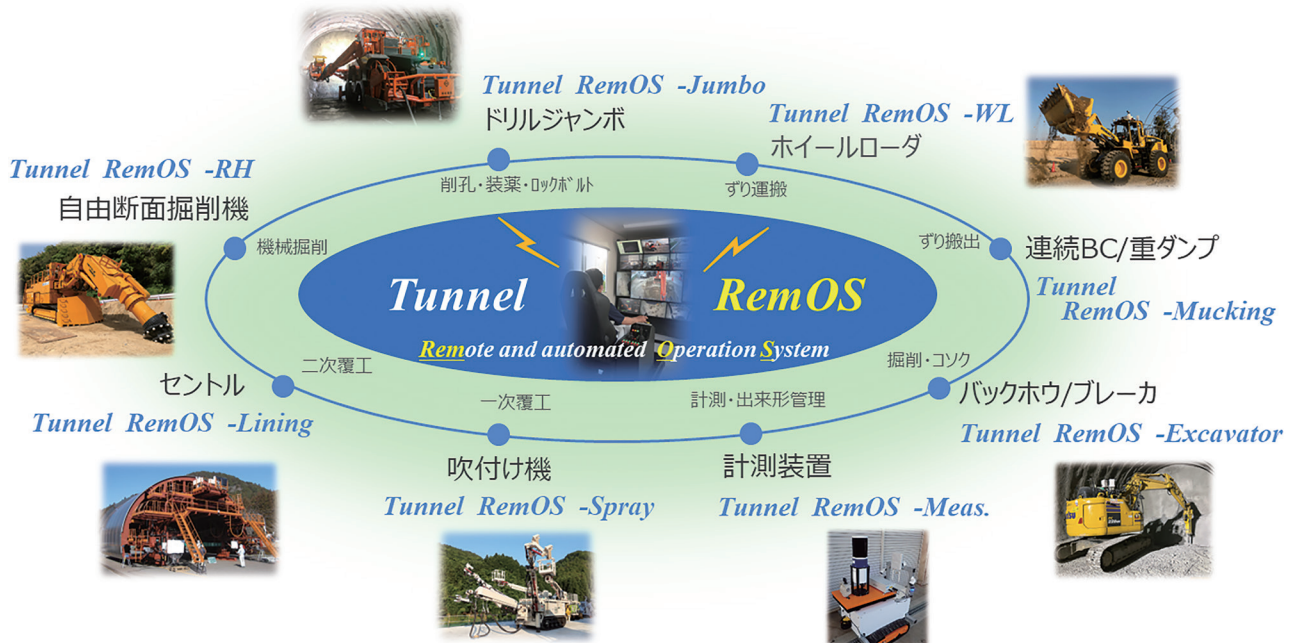 Tunnel RemOS -Jumbo
ドリルジャンボ
削孔・装薬・ロックボルト
Tunnel RemOS -WL
ホイールローダ
ずり運搬
Tunnel RemOS -RH
自由断面掘削機
機械掘削
ずり搬出
連続BC/重ダンプ
Tunnel
RemOS -Mucking
Tunnel RemOS
Remote and automated Operation System
二次覆工
セントル
Tunnel RemOS -Lining
一次覆工
吹付け機
Tunnel RemOS -Spray
計測・出来形管理
計測装置
Tunnel RemOS -Meas.
掘削・コソク
バックホウ/ブレーカ
Tunnel RemOS -Excavator